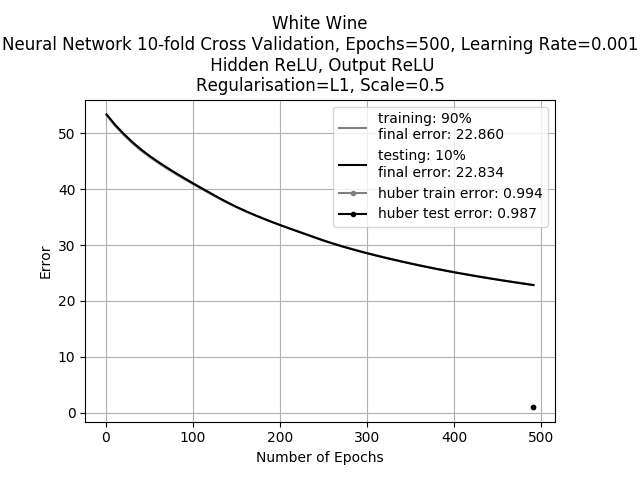 White Wine
Neural Network 10-fold Cross Validation, Epochs=500, Learning Rate=0.001
Hidden ReLU, Output ReLU
Regularisation=L1, Scale=0.5
training: 90%
final error: 22.860
testing: 10%
final error: 22.834
huber train error: 0.994
huber test error: 0.987
Error
50
40
30
20
10
0
0 100 200 300 400 500
Number of Epochs